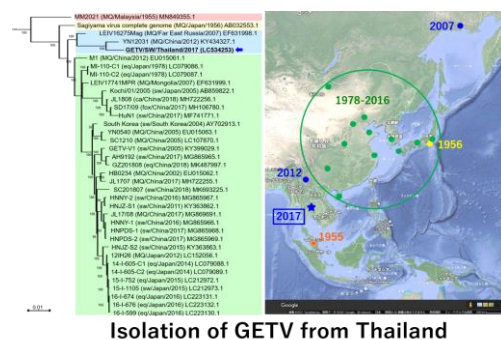 MM2021 (MQ/Malaysia/1955) MN849355.1
Sagiyama virus complete genome (MQ/Japan/1956) AB032553.1
LEIV16275Mag (MQ/Far East Russia/2007) EF631998.1
YN12031 (MQ/China/2012) KY434327.1
GETV/SW/Thailand/2017 (LC534253)
M1 (MQ/China/2012) EU015061.1
MI-110-C1 (eq/Japan/1978) LC079086.1
MI-110-C2 (eq/Japan/1978) LC079087.1
LEIV17741MPR (MQ/Mongolia/2007) EF631999.1
Kochi/01/2005 (sw/Japan/2005) AB859822.1
JL1808 (ca/China/2018) MH722256.1
SD17/09 (fox/China/2017) MH106780.1
HuN1 (sw/China/2017) MF741771.1
South Korea (sw/South Korea/2004) AY702913.1
YN0540 (MQ/China/2005) EU015063.1
SC1210 (MQ/China/2005) LC107870.1
GETV-V1 (sw/China/2005) KY399029.1
AH9192 (sw/China/2017) MG865965.1
GZ201808 (sw/China/2018) MK487997.1
HB0234 (MQ/China/2002) EU015062.1
JL1707 (MQ/China/2017) MH722255.1
SC201807 (sw/China/2018) MK693225.1
HNNY-2 (sw/China/2016) MG865967.1
HNJZ-S1 (sw/China/2011) KY363862.1
JL17/08 (MQ/China/2017) MG869691.1
HNNY-1 (sw/China/2016) MG865966.1
HNPDS-1 (sw/China/2017) MG865968.1
HNPDS-2 (sw/China/2017) MG865969.1
HNJZ-S2 (sw/China/2015) KY363863.1
12IH26 (MQ/Japan/2012) LC152056.1
14-I-605-C1 (eq/Japan/2014) LC079088.1
14-I-605-C2 (eq/Japan/2014) LC079089.1
15-I-752 (eq/Japan/2015) LC212972.1
15-I-1105 (eq/Japan/2015) LC212973.1
16-I-674 (eq/Japan/2016) LC223131.1
16-I-676 (eq/Japan/2016) LC223132.1
16-I-599 (eq/Japan/2016) LC223130.1
0.01
2007
1978-2016
1956
2012
2017
1955
Google
Isolation of GETV from Thailand